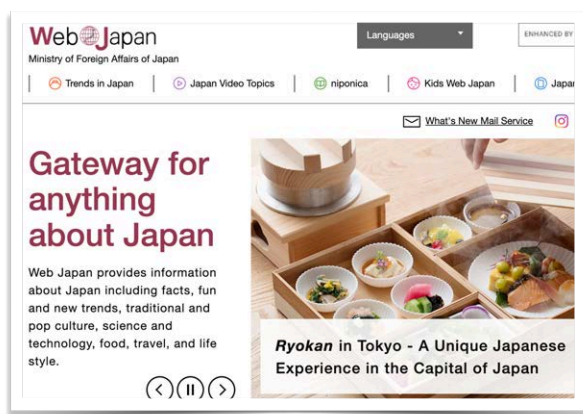 Web Japan
Languages
ENHANCED BY
Ministry of Foreign Affairs of Japan
Trends in Japan
Japan Video Topics
niponica
Kids Web Japan
Japa
What's New Mail Service
Gateway for
anything
about Japan
Web Japan provides information
about Japan including facts, fun
and new trends, traditional and
pop culture, science and
technology, food, travel, and life
style.
Ryokan in Tokyo - A Unique Japanese
Experience in the Capital of Japan